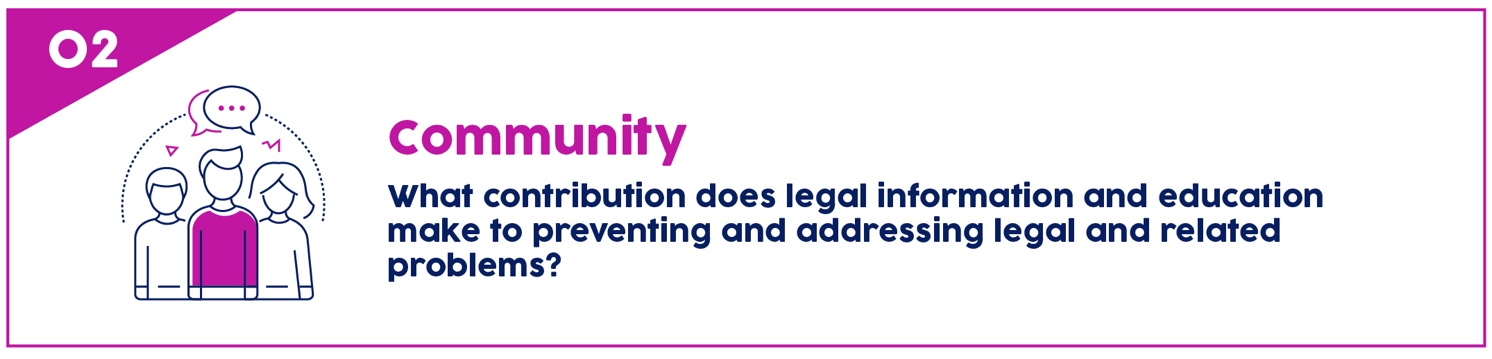 02
Community
What contribution does legal information and education
make to preventing and addressing legal and related
problems?